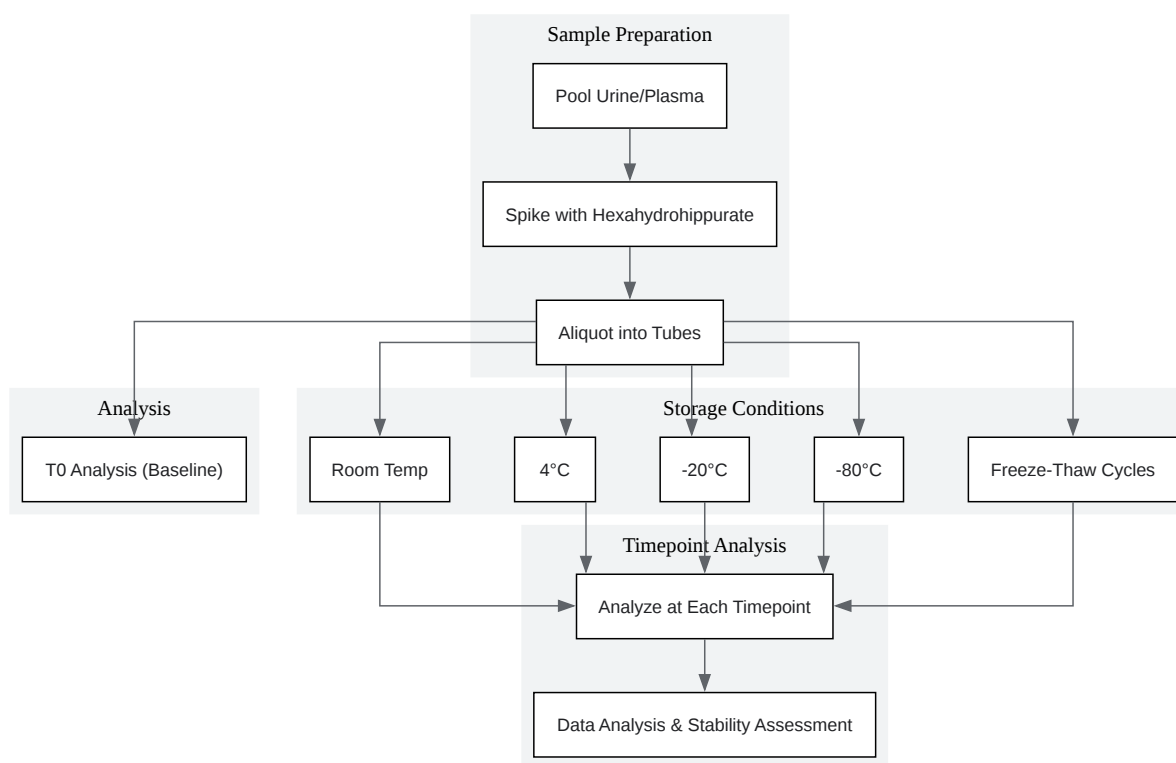 Sample Preparation
Pool Urine/Plasma
Spike with Hexahydrohippurate
Aliquot into Tubes
Analysis
Storage Conditions
T0 Analysis (Baseline)
Room Temp
4°C
-20°C
-80°C
Freeze-Thaw Cycles
Timepoint Analysis
Analyze at Each Timepoint
Data Analysis & Stability Assessment